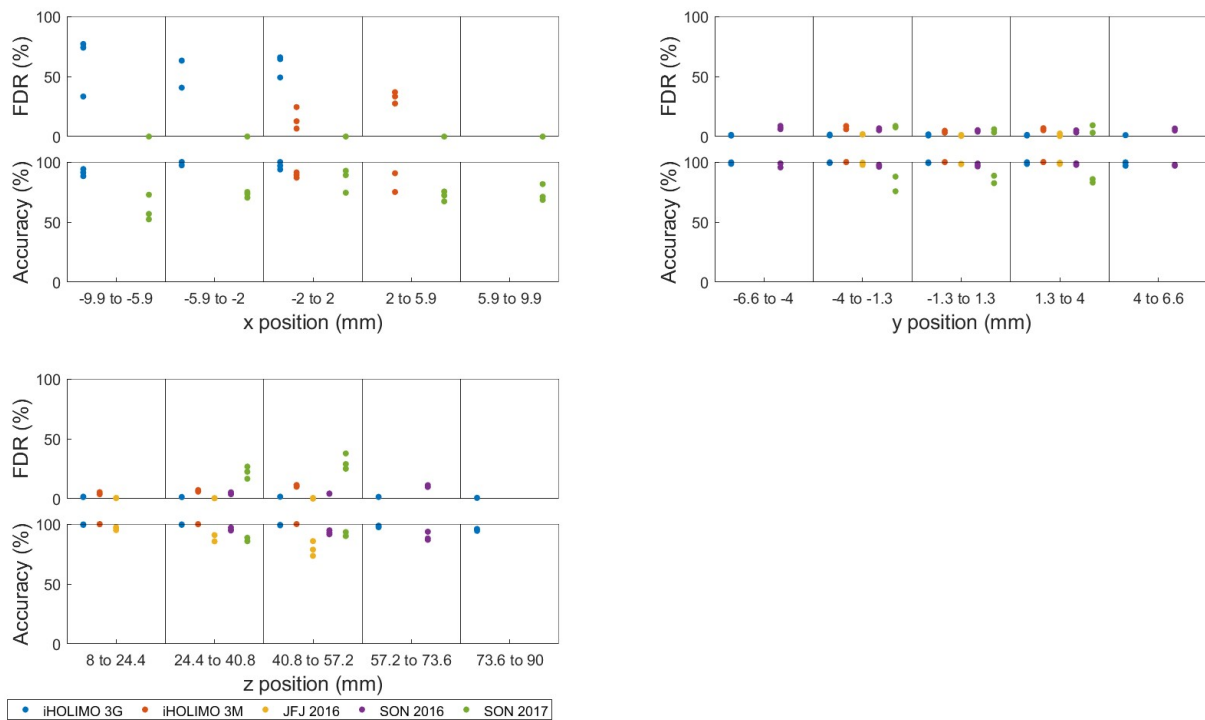 100
FDR (%)
50
0
100
Accuracy (%)
50
0
-9.9 to -5.9 -5.9 to -2 -2 to 2 2 to 5.9 5.9 to 9.9
x position (mm)
100
FDR (%)
50
0
100
Accuracy (%)
50
0
-6.6 to -4 -4 to -1.3 -1.3 to 1.3 1.3 to 4 4 to 6.6
y position (mm)
100
FDR (%)
50
0
100
Accuracy (%)
50
0
8 to 24.4 24.4 to 40.8 40.8 to 57.2 57.2 to 73.6 73.6 to 90
z position (mm)
iHOLIMO 3G iHOLIMO 3M JFJ 2016 SON 2016 SON 2017